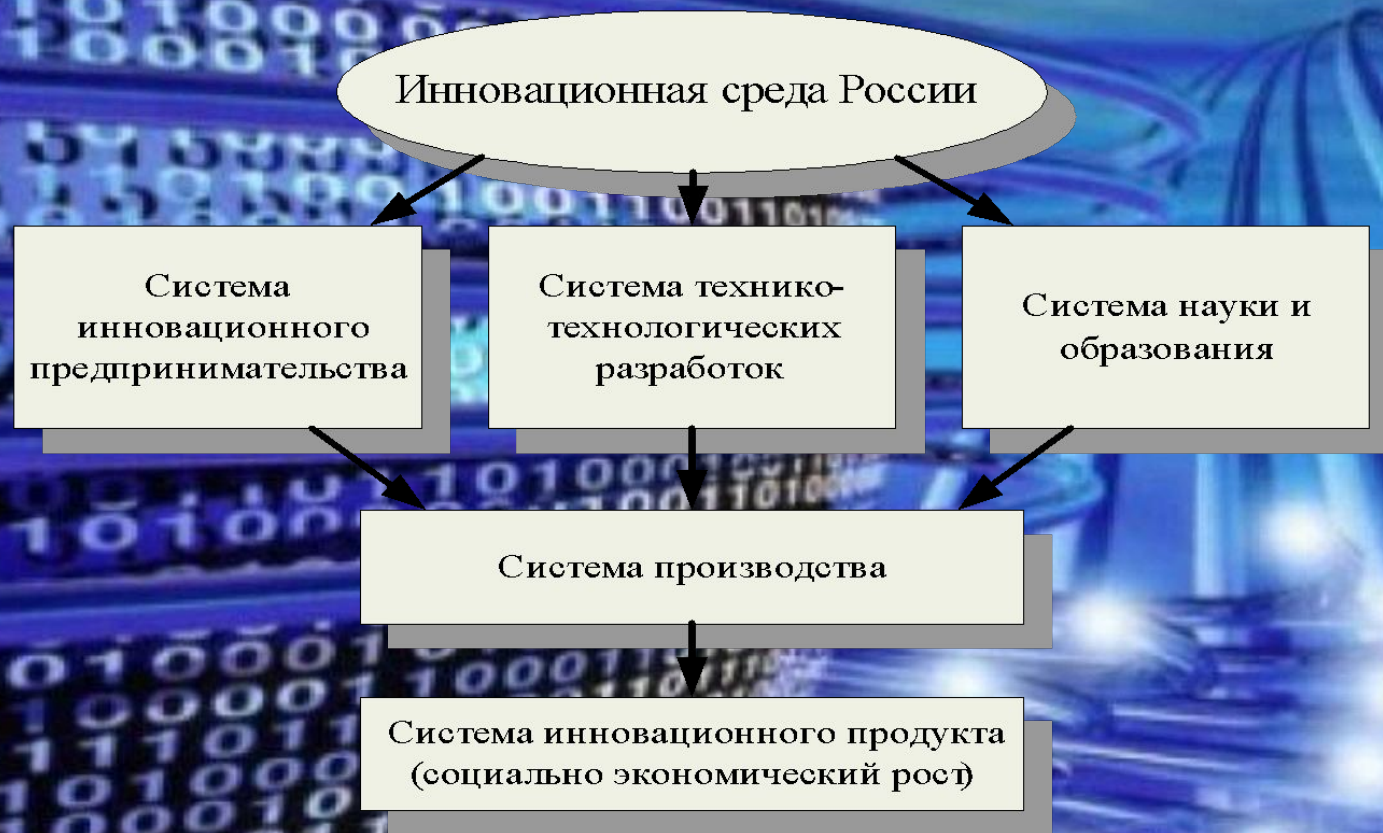 Инновационная среда России
Система
инновационного
предпринимательства
Система технико-
технологических
разработок
Система науки и
образования
Система производства
Система инновационного продукта
(социально экономический рост)